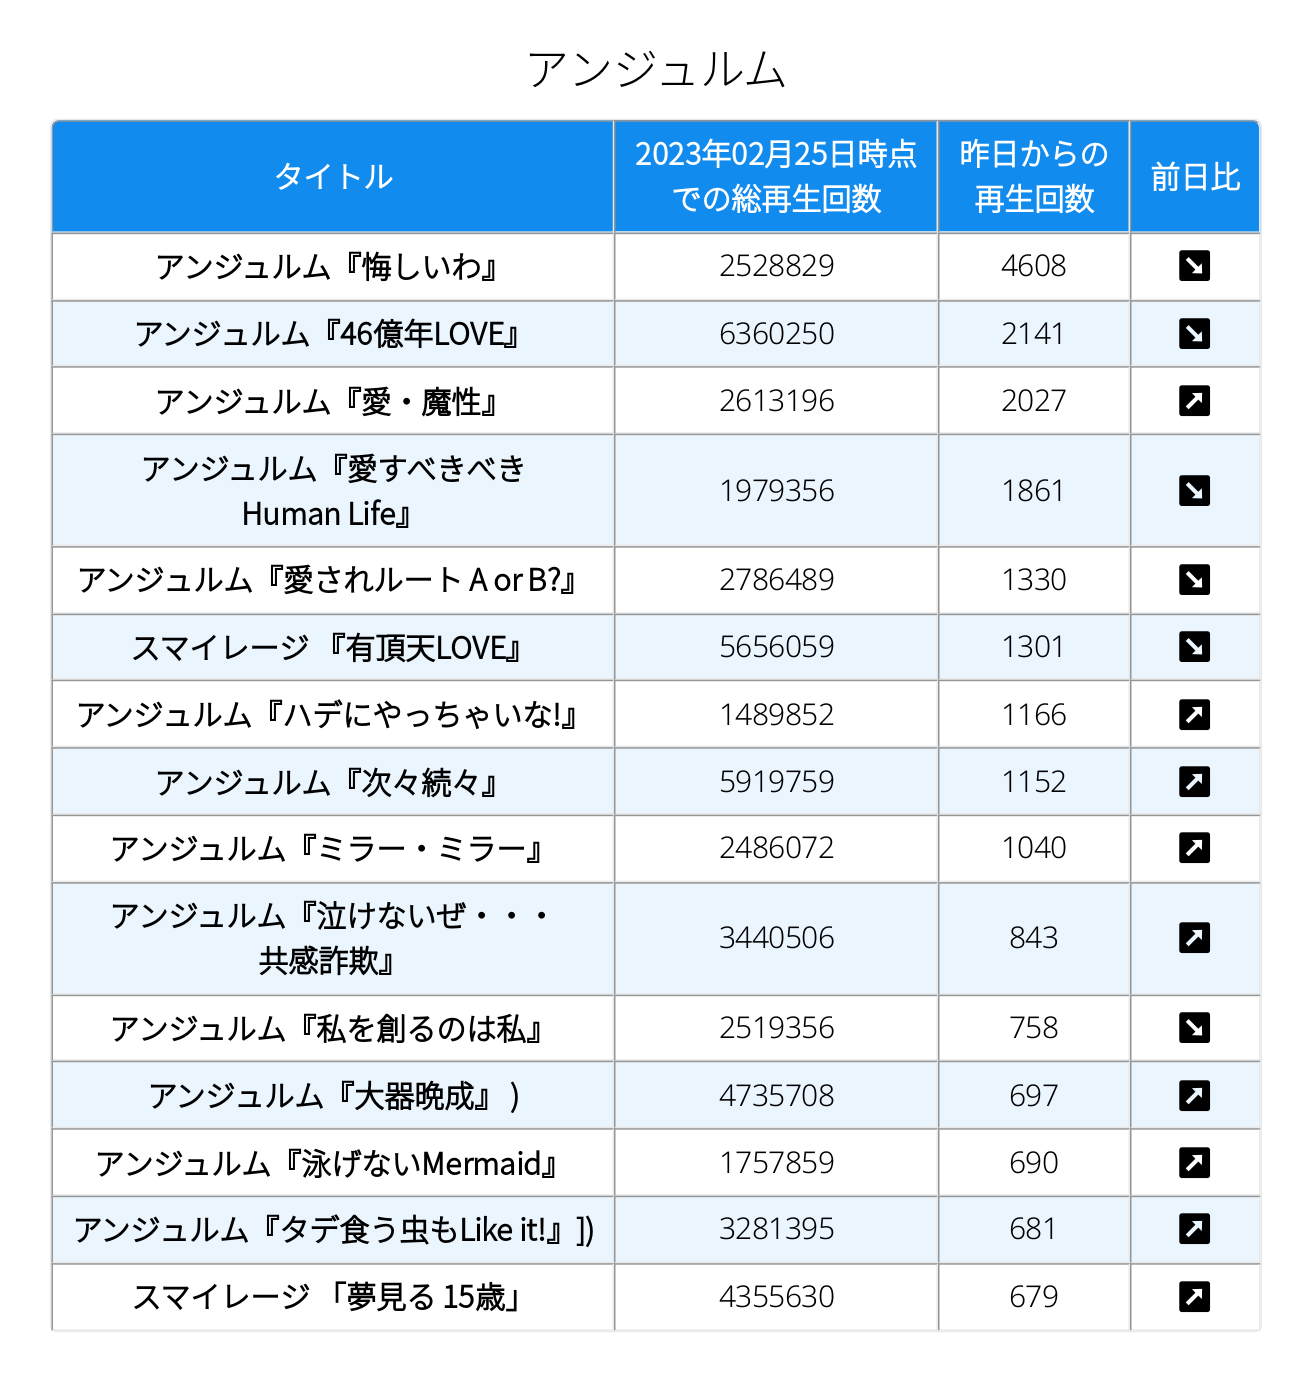 アンジュルム
タイトル
2023年02月25日時点
での総再生回数
昨日からの
再生回数
前日比
アンジュルム『悔しいわ』 2528829 4608 ↘
アンジュルム『46億年LOVE』 6360250 2141 ↘
アンジュルム『愛・魔性』 2613196 2027 ↗
アンジュルム『愛すべきべき
Human Life』 1979356 1861 ↘
アンジュルム『愛されルート A or B?』 2786489 1330 ↘
スマイレージ 『有頂天LOVE』 5656059 1301 ↘
アンジュルム『ハデにやっちゃいな!』 1489852 1166 ↗
アンジュルム『次々続々』 5919759 1152 ↗
アンジュルム『ミラー・ミラー』 2486072 1040 ↗
アンジュルム『泣けないぜ・・・
共感詐欺』 3440506 843 ↗
アンジュルム『私を創るのは私』 2519356 758 ↘
アンジュルム『大器晩成』 ) 4735708 697 ↗
アンジュルム『泳げないMermaid』 1757859 690 ↗
アンジュルム『タデ食う虫もLike it!』]) 3281395 681 ↗
スマイレージ 「夢見る 15歳」 4355630 679 ↗